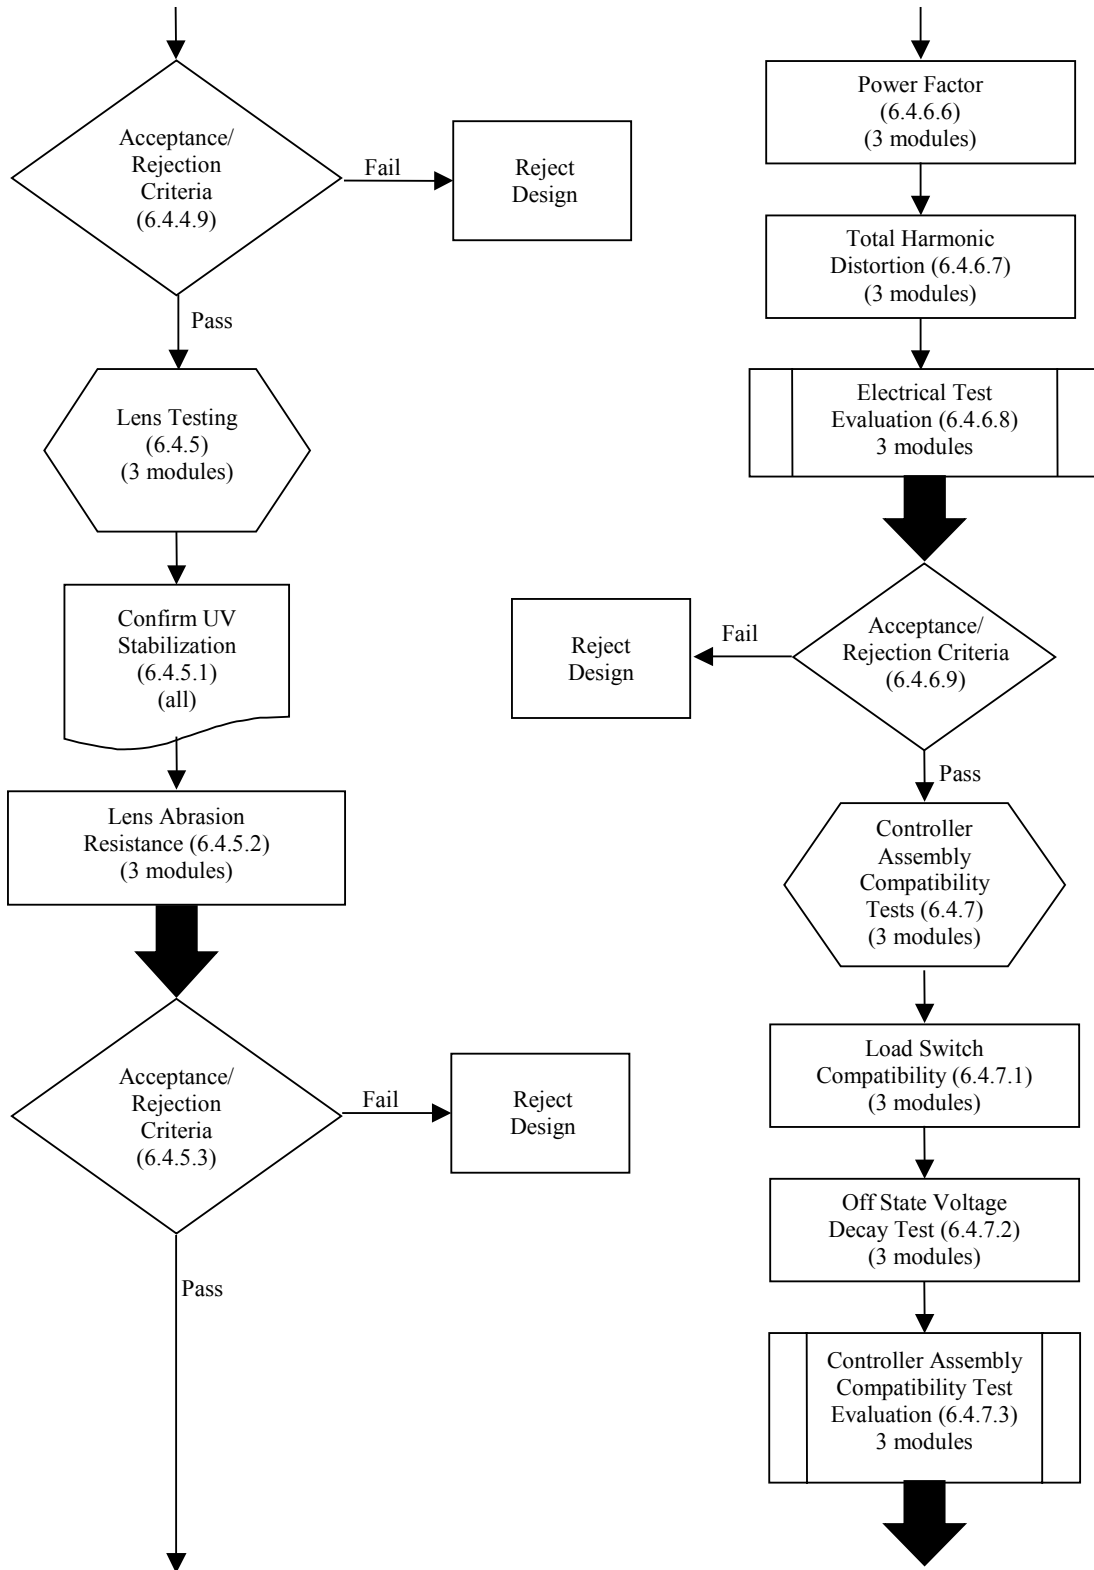 Acceptance/
Rejection
Criteria
(6.4.4.9)
Fail
Reject
Design
Pass
Lens Testing
(6.4.5)
(3 modules)
Confirm UV
Stabilization
(6.4.5.1)
(all)
Lens Abrasion
Resistance (6.4.5.2)
(3 modules)
Acceptance/
Rejection
Criteria
(6.4.5.3)
Fail
Reject
Design
Pass
Power Factor
(6.4.6.6)
(3 modules)
Total Harmonic
Distortion (6.4.6.7)
(3 modules)
Electrical Test
Evaluation (6.4.6.8)
3 modules
Acceptance/
Rejection Criteria
(6.4.6.9)
Fail
Reject
Design
Pass
Controller
Assembly
Compatibility
Tests (6.4.7)
(3 modules)
Load Switch
Compatibility (6.4.7.1)
(3 modules)
Off State Voltage
Decay Test (6.4.7.2)
(3 modules)
Controller Assembly
Compatibility Test
Evaluation (6.4.7.3)
3 modules